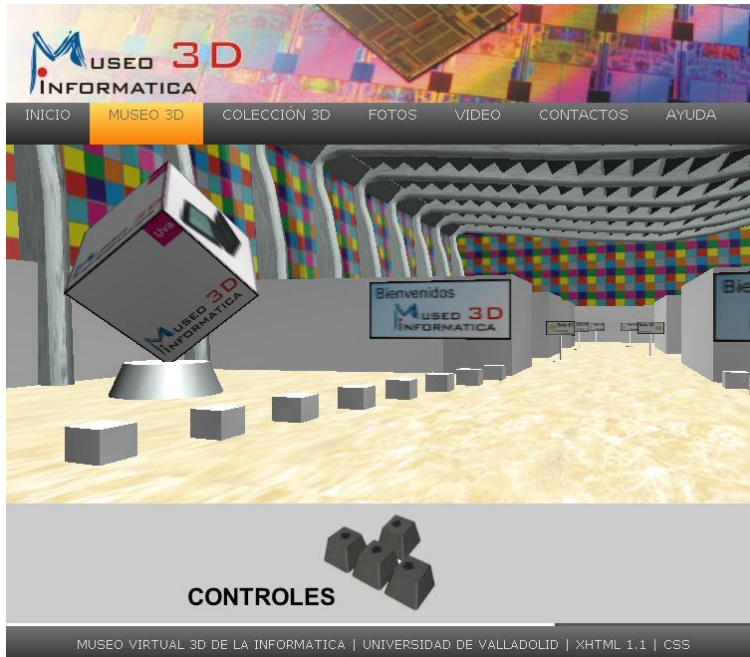 MUSEO 3D
INFORMATICA
INICIO MUSEO 3D COLECCIÓN 3D FOTOS VIDEO CONTACTOS AYUDA
Uva
MUSEO 3D
INFORMATICA
Bienvenidos
MUSEO 3D
INFORMATICA
Bie
CONTROLES
MUSEO VIRTUAL 3D DE LA INFORMATICA | UNIVERSIDAD DE VALLADOLID | XHTML 1.1 | CSS